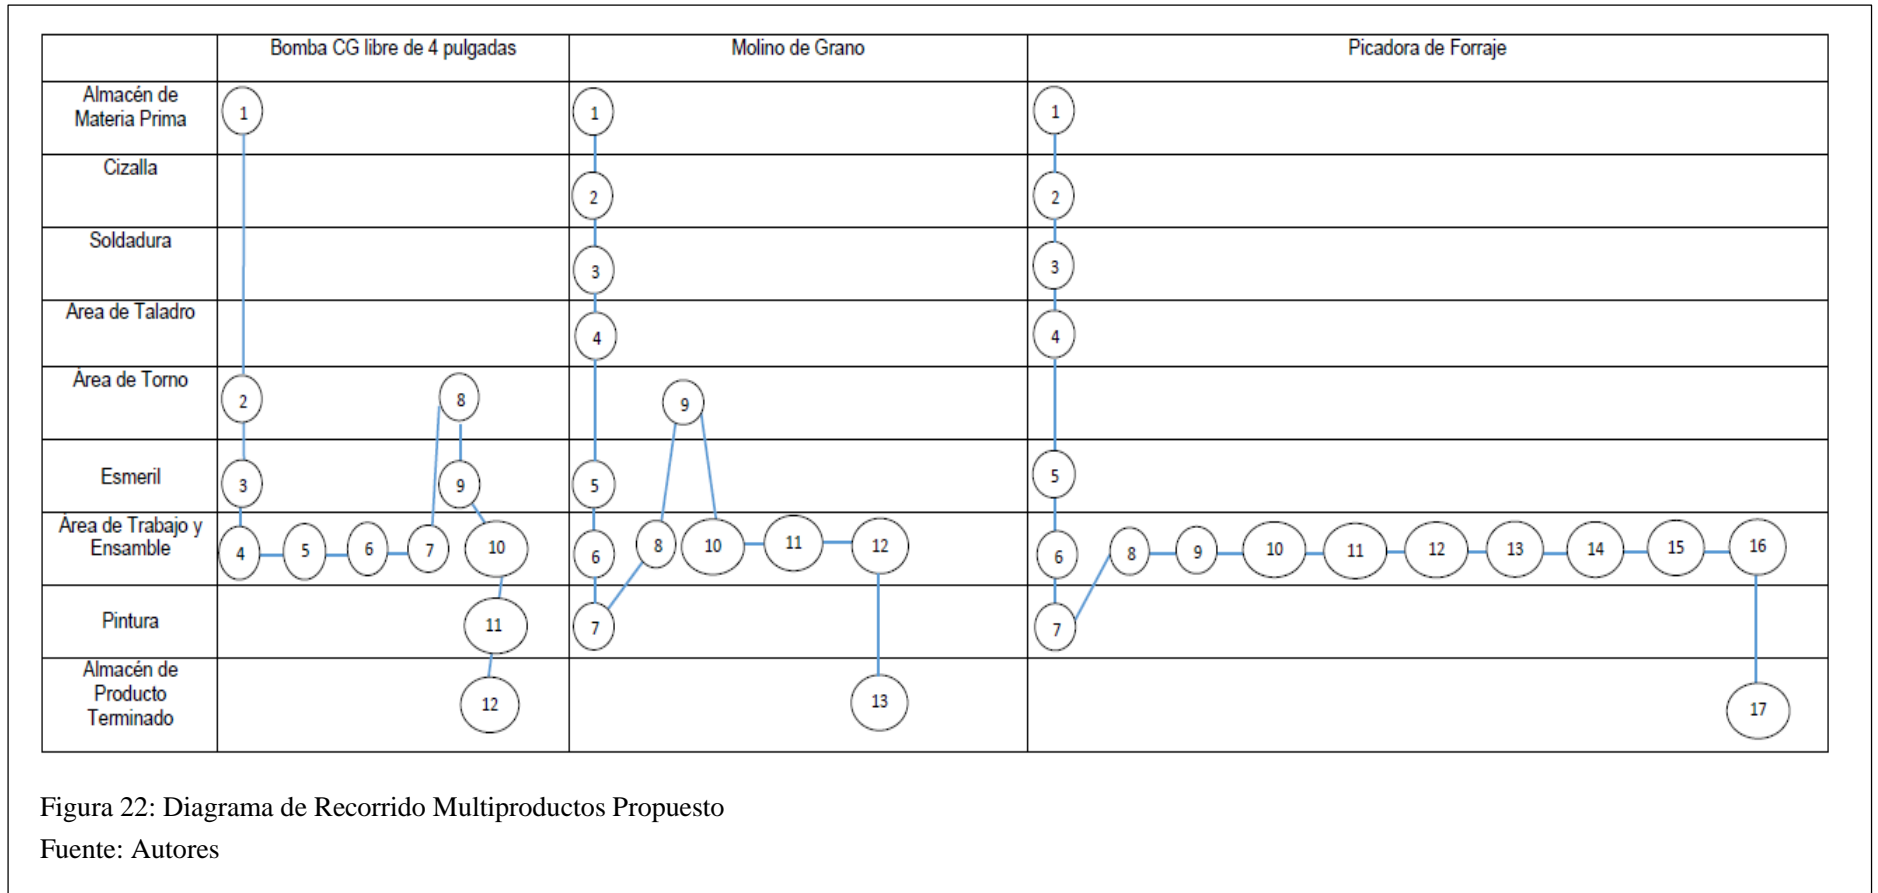 Bomba CG libre de 4 pulgadas Molino de Grano Picadora de Forraje
Almacén de
Materia Prima
1 1 1
Cizalla
2 2
Soldadura
3 3
Area de Taladro
4 4
Área de Torno
2 8 9
Esmeril
3 9 5 5
Área de Trabajo y
Ensamble
4 5 6 7 10 6 8 10 11 12 6 8 9 10 11 12 13 14 15 16
Pintura
11 7 7
Almacén de
Producto
Terminado
12 13 17
Figura 22: Diagrama de Recorrido Multiproductos Propuesto
Fuente: Autores